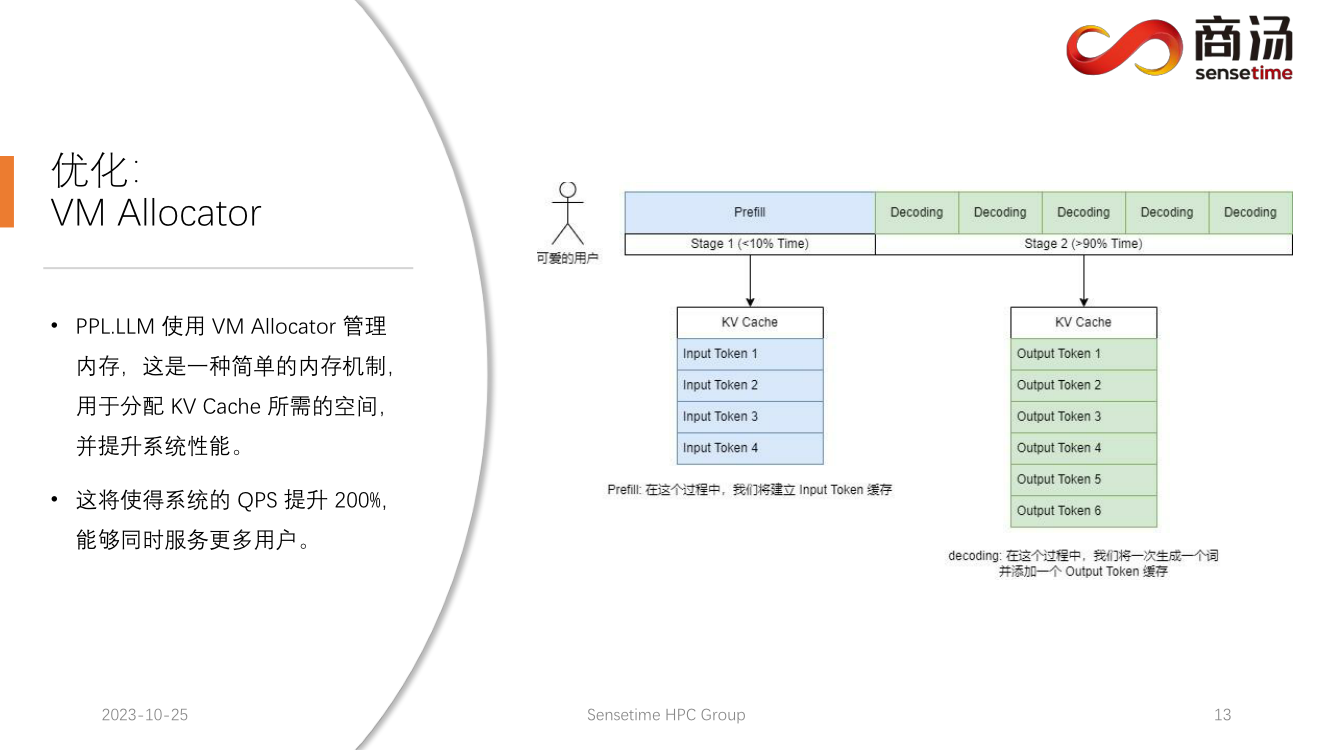 商汤
sensetime
优化：
VM Allocator
• PPL.LLM 使用 VM Allocator 管理
内存，这是一种简单的内存机制，
用于分配 KV Cache 所需的空间，
并提升系统性能。
• 这将使得系统的 QPS 提升 200%,
能够同时服务更多用户。
可爱的用户
Prefill Decoding Decoding Decoding Decoding Decoding
Stage 1 (<10% Time) Stage 2 (>90% Time)
KV Cache
Input Token 1
Input Token 2
Input Token 3
Input Token 4
Prefill: 在这个过程中，我们将建立 Input Token 缓存
KV Cache
Output Token 1
Output Token 2
Output Token 3
Output Token 4
Output Token 5
Output Token 6
decoding: 在这个过程中，我们将一次生成一个词
并添加一个 Output Token 缓存
2023-10-25 Sensetime HPC Group 13